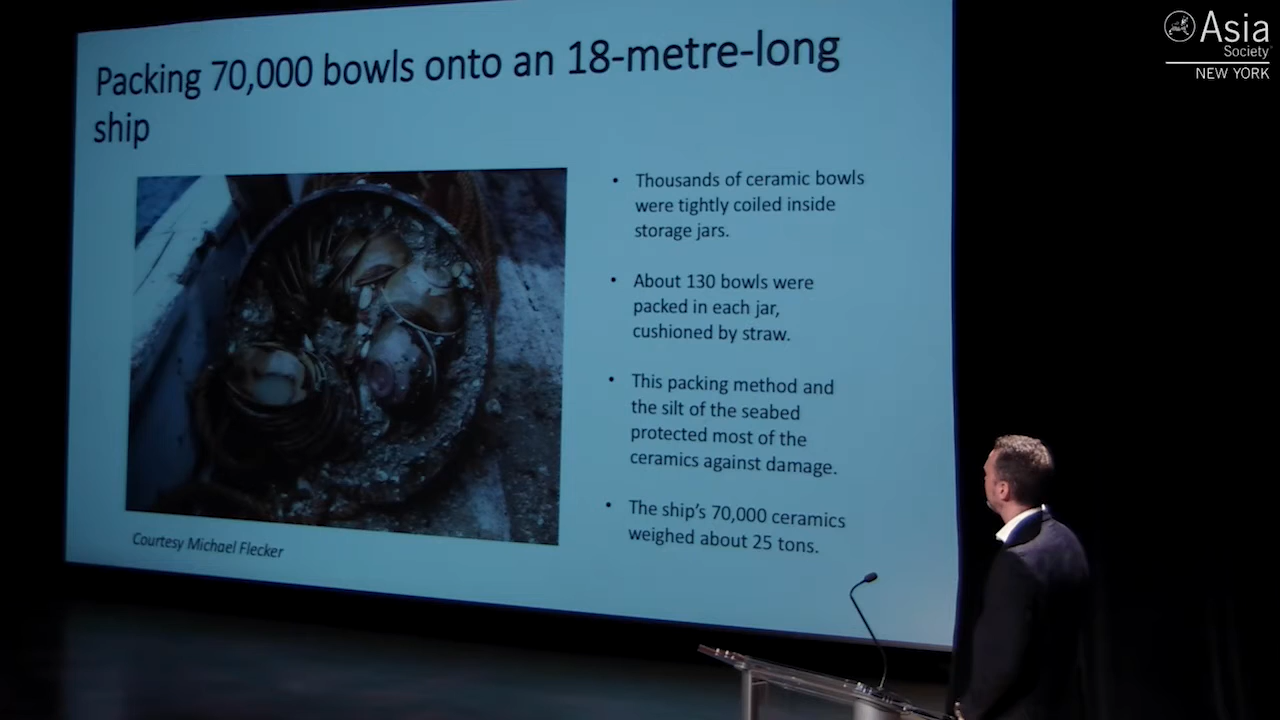 Packing 70,000 bowls onto an 18-metre-long
ship
Thousands of ceramic bowls
were tightly coiled inside
storage jars.
About 130 bowls were
packed in each jar,
cushioned by straw.
This packing method and
the silt of the seabed
protected most of the
ceramics against damage.
The ship's 70,000 ceramics
weighed about 25 tons.
Courtesy Michael Flecker
Asia
Society
NEW YORK